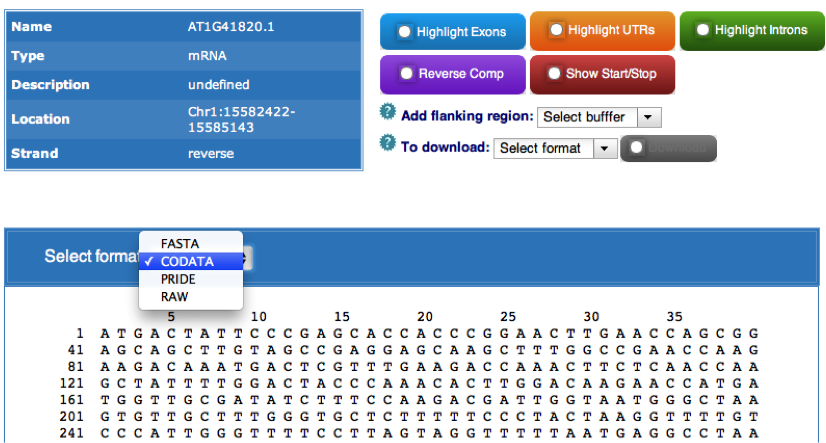 Name AT1G41820.1
Type mRNA
Description undefined
Location Chr1:15582422-
15585143
Strand reverse
Highlight Exons Highlight UTRs Highlight Introns
Reverse Comp Show Start/Stop
Add flanking region: Select bufffer
To download: Select format Download
Select format
FASTA
✓ CODATA
PRIDE
RAW
5 10 15 20 25 30 35
1 A T G A C T A T T C C C G A G C A C C A C C C G G A A C T T G A A C C A G C G G
41 A G C A G C T T G T A G C C G A G G A G C A A G C T T T G G C C G A A C C A A G
81 A A G A C A A A T G A C T C G T T T G A A G A C C A A A C T T C T C A A C C A A
121 G C T A T T T T G G A C T A C C C A A A C A C T T G G A C A A G A A C C A T G A
161 T G G T T G C G A T A T C T T T C C A A G A C G A T T G G T A A T G G G C T A A
201 G T G T T G C T T T G G G T G C T C T T T T T C C C T A C T A A G G T T T T G T
241 C C C A T T G G G T T T T C C T T A G T A G G T T T T T A A T G A G G C C T A A